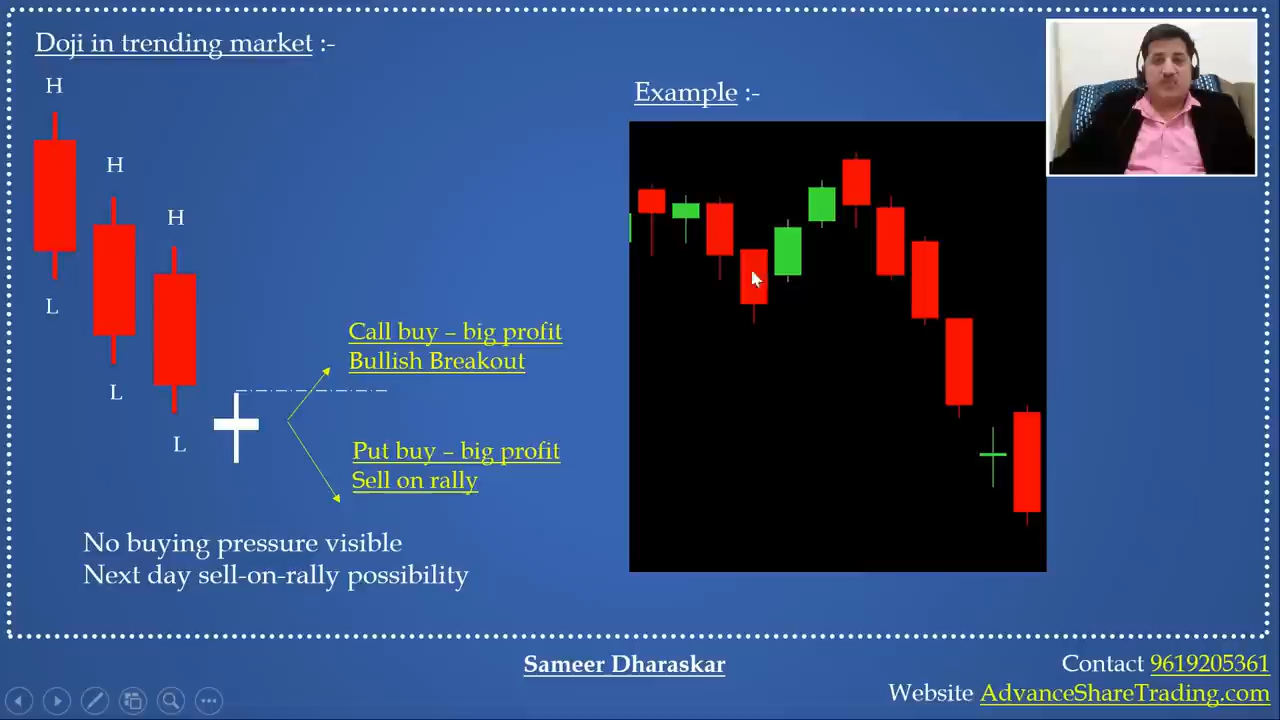 Doji in trending market :-
H
H
H
L
L
L
Call buy – big profit
Bullish Breakout
Put buy – big profit
Sell on rally
No buying pressure visible
Next day sell-on-rally possibility
Example :-
Sameer Dharaskar
Contact 9619205361
Website AdvanceShareTrading.com